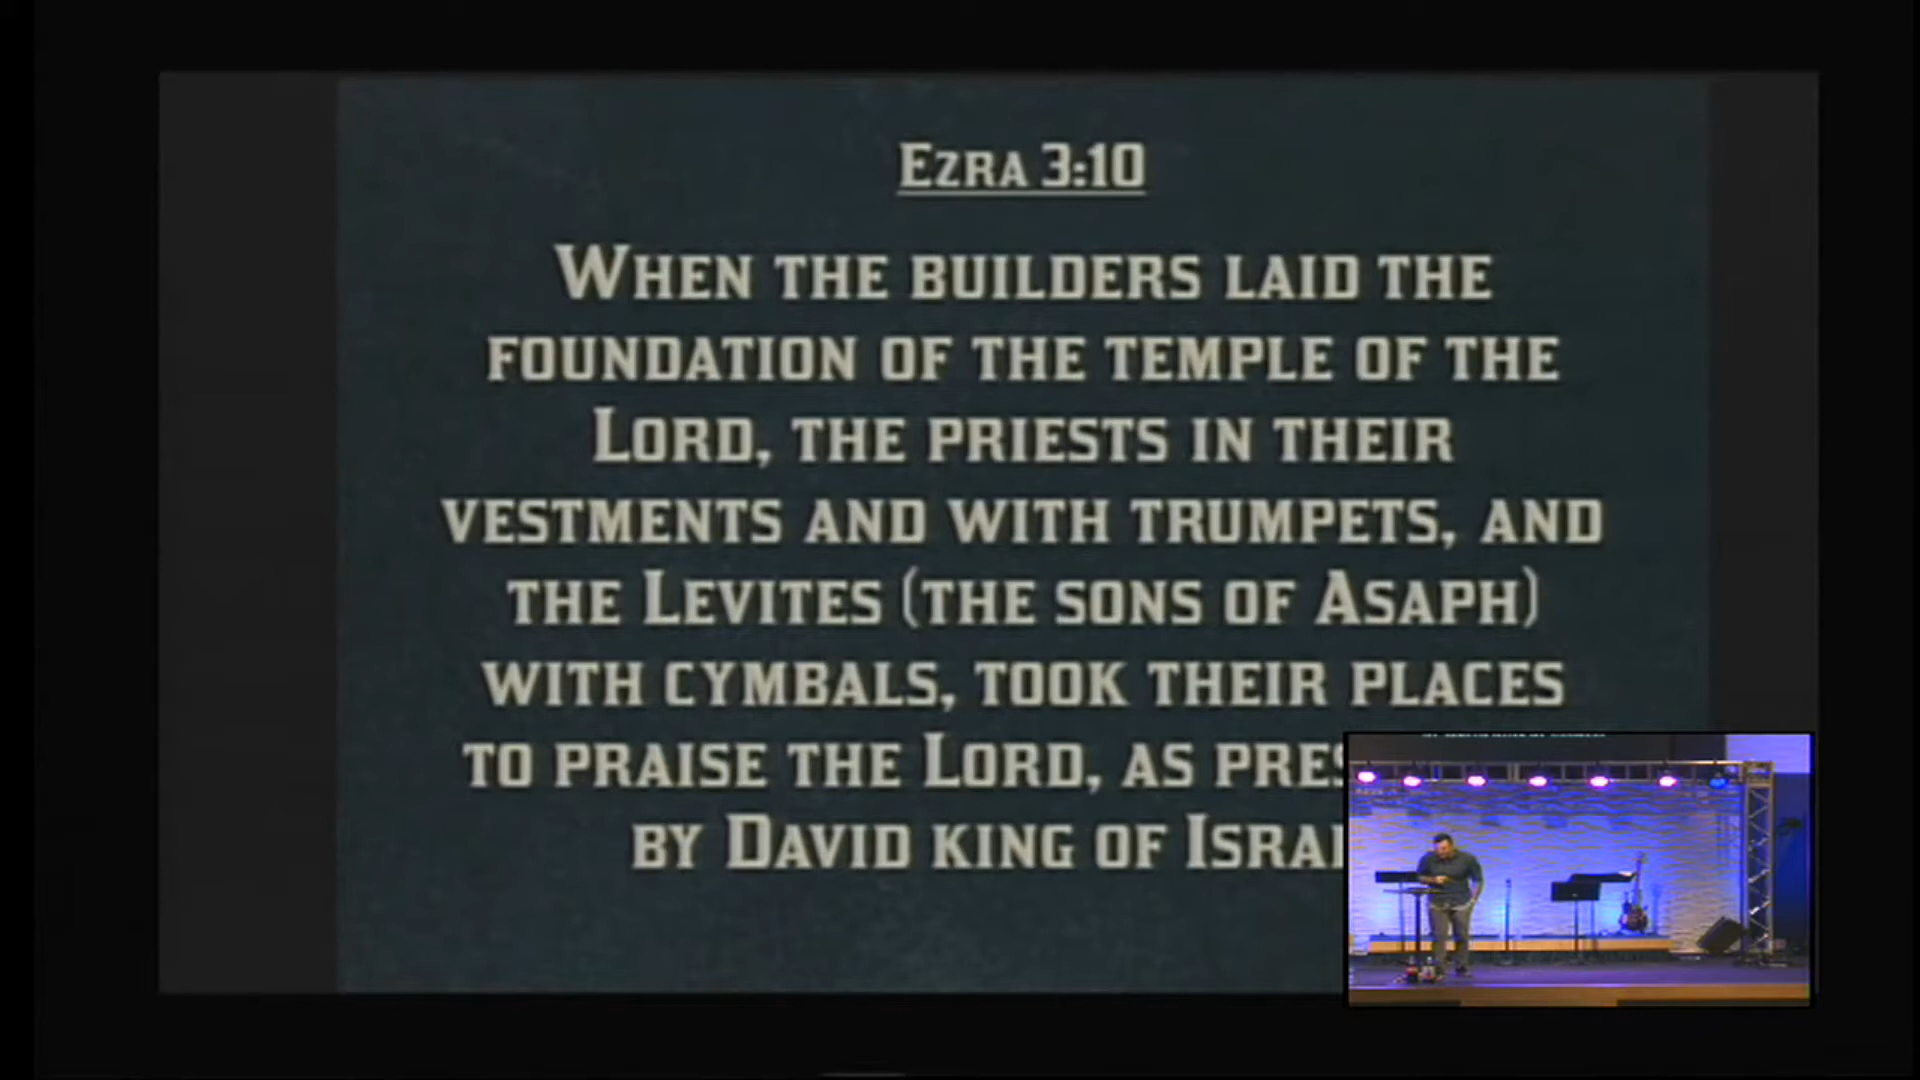 Ezra 3:10
When the builders laid the
foundation of the temple of the
Lord, the priests in their
vestments and with trumpets, and
the Levites (the sons of Asaph)
with cymbals, took their places
to praise the Lord, as
by David king of